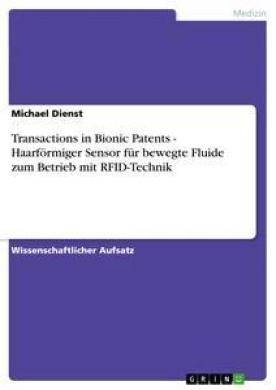 Medizin
Michael Dienst
Transactions in Bionic Patents -
Haarförmiger Sensor für bewegte Fluide
zum Betrieb mit RFID-Technik
Wissenschaftlicher Aufsatz
GRIN